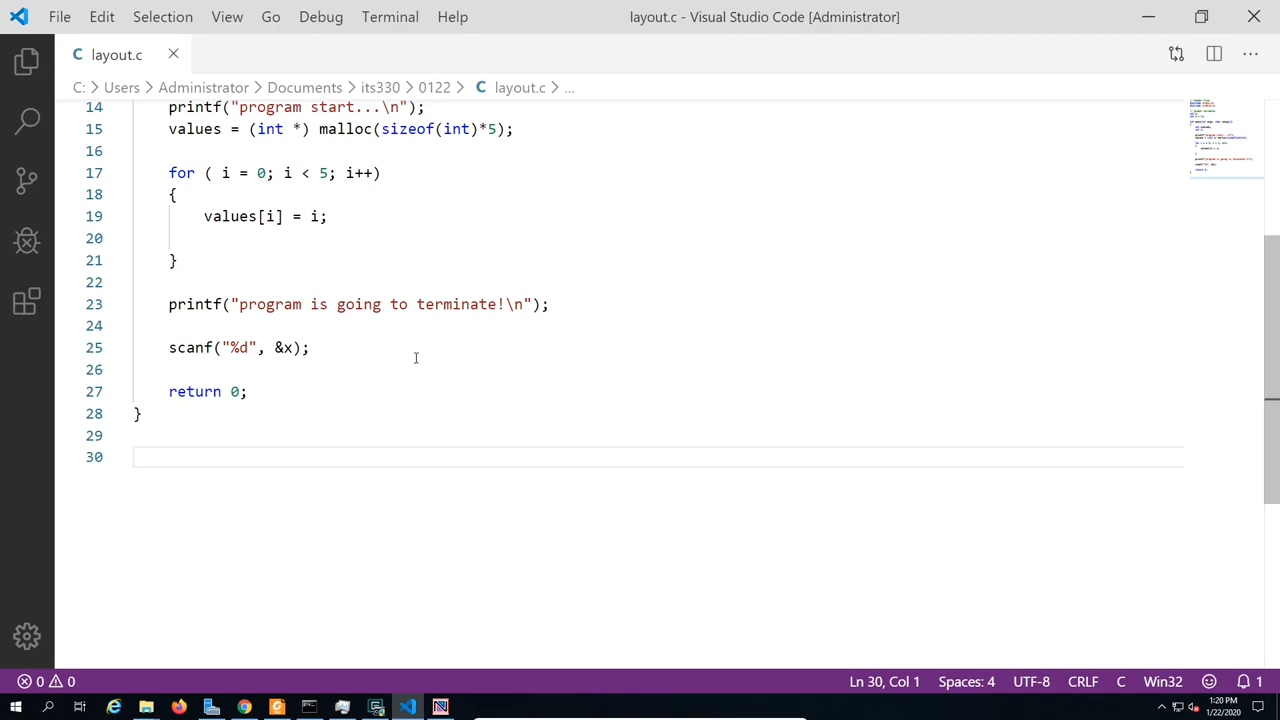 File Edit Selection View Go Debug Terminal Help layout.c - Visual Studio Code [Administrator]
C layout.c
C: > Users > Administrator > Documents > its330 > 0122 > C layout.c > ...
14 printf("program start...\n");
15 values = (int *) malloc(sizeof(int)*5);
16
17 for ( i = 0; i < 5; i++)
18 {
19 values[i] = i;
20
21 }
22
23 printf("program is going to terminate!\n");
24
25 scanf("%d", &x);
26
27 return 0;
28 }
29
30
0 0 Ln 30, Col 1 Spaces: 4 UTF-8 CRLF C Win32 1
1:20 PM
1/22/2020